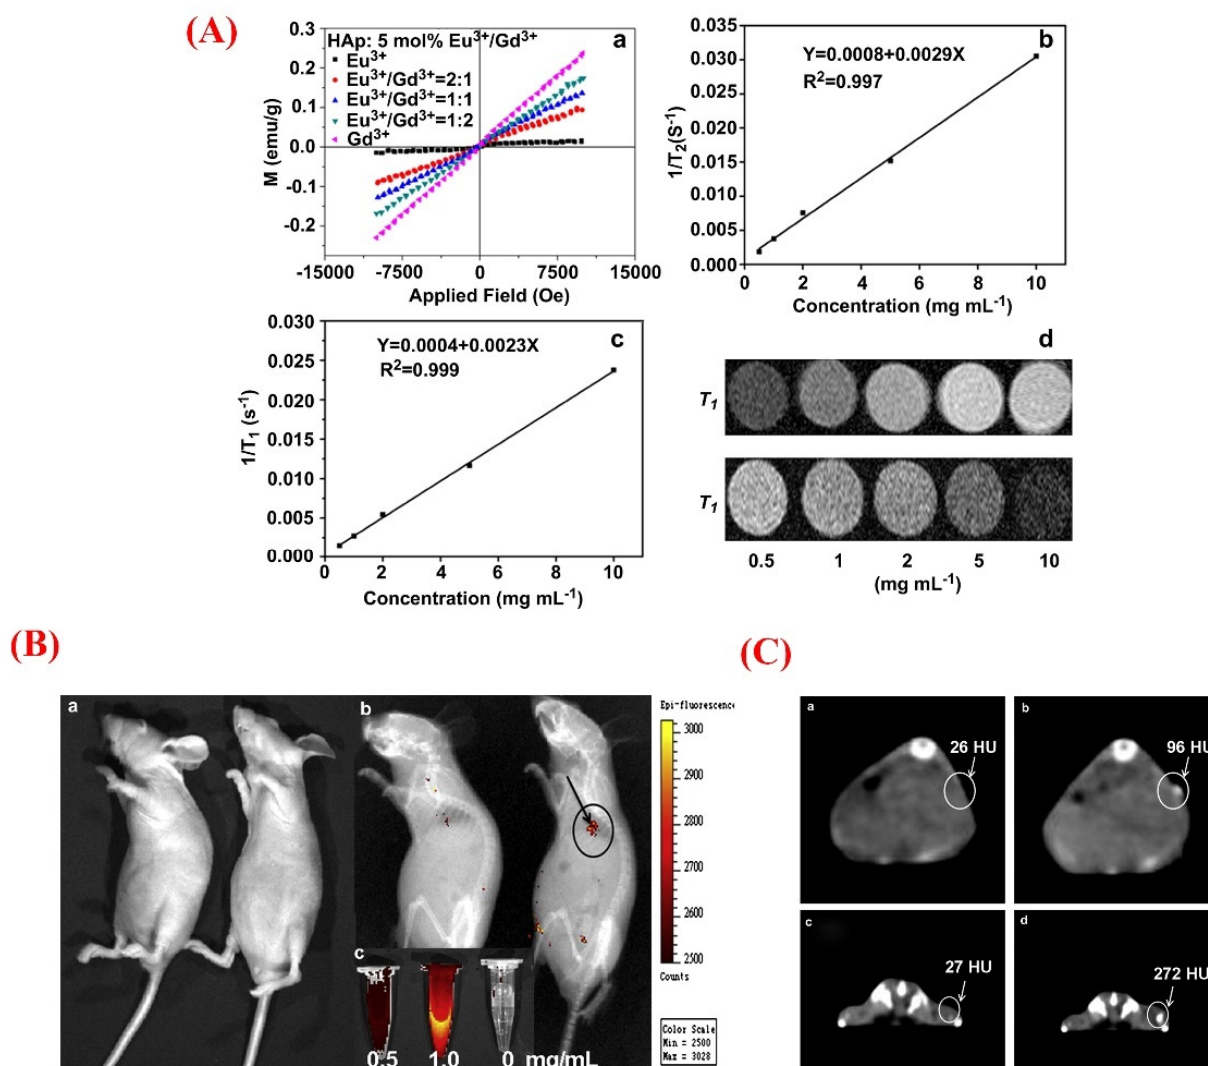 (A)
a
HAp: 5 mol% Eu³⁺/Gd³⁺
Eu³⁺
Eu³⁺/Gd³⁺=2:1
Eu³⁺/Gd³⁺=1:1
Eu³⁺/Gd³⁺=1:2
Gd³⁺
0.3
0.2
0.1
0.0
-0.1
-0.2
M (emu/g)
-15000 -7500 0 7500 15000
Applied Field (Oe)
b
Y=0.0008+0.0029X
R²=0.997
0.035
0.030
0.025
0.020
0.015
0.010
0.005
0.000
1/T₂(S⁻¹)
0 2 4 6 8 10
Concentration (mg mL⁻¹)
c
Y=0.0004+0.0023X
R²=0.999
0.030
0.025
0.020
0.015
0.010
0.005
0.000
1/T₁ (s⁻¹)
0 2 4 6 8 10
Concentration (mg mL⁻¹)
d
T₁
T₁
0.5 1 2 5 10
(mg mL⁻¹)
(B)
a
b
c
0.5 1.0 0 mg/mL
Epi-fluorescence
3000
2900
2800
2700
2600
2500
Counts
Color Scale
Min = 2500
Max = 3028
(C)
a
26 HU
b
96 HU
c
27 HU
d
272 HU